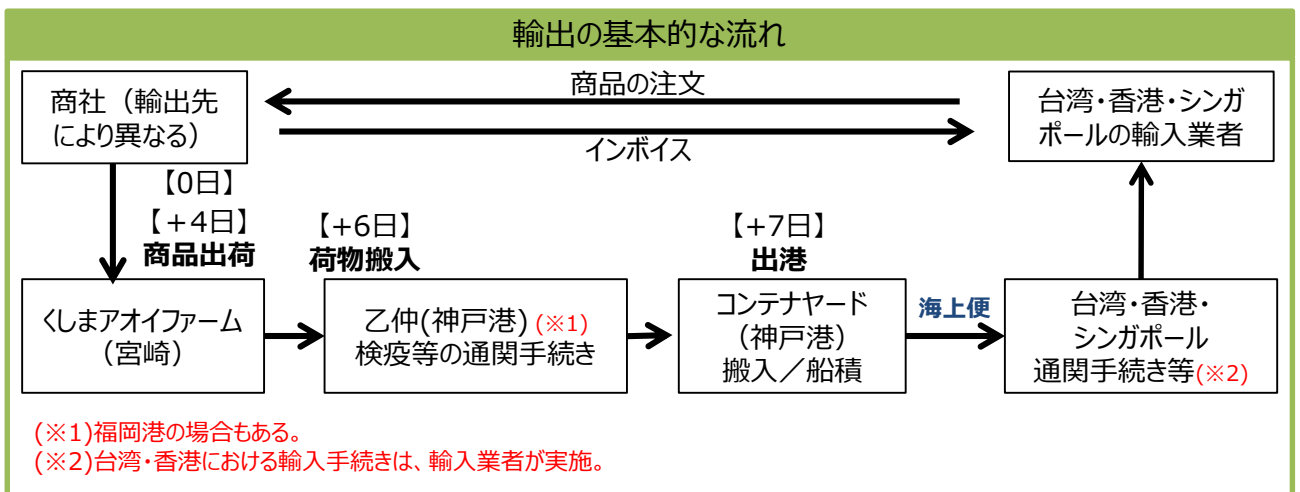 輸出の基本的な流れ
商社（輸出先
により異なる）
商品の注文
インボイス
台湾・香港・シンガ
ポールの輸入業者
【0日】
【＋4日】
商品出荷
【+6日】
荷物搬入
【+7日】
出港
くしまアオイファーム
（宮崎）
乙仲(神戸港) (※1)
検疫等の通関手続き
コンテナヤード
（神戸港）
搬入／船積
海上便
台湾・香港・
シンガポール
通関手続き等(※2)
(※1)福岡港の場合もある。
(※2)台湾・香港における輸入手続きは、輸入業者が実施。